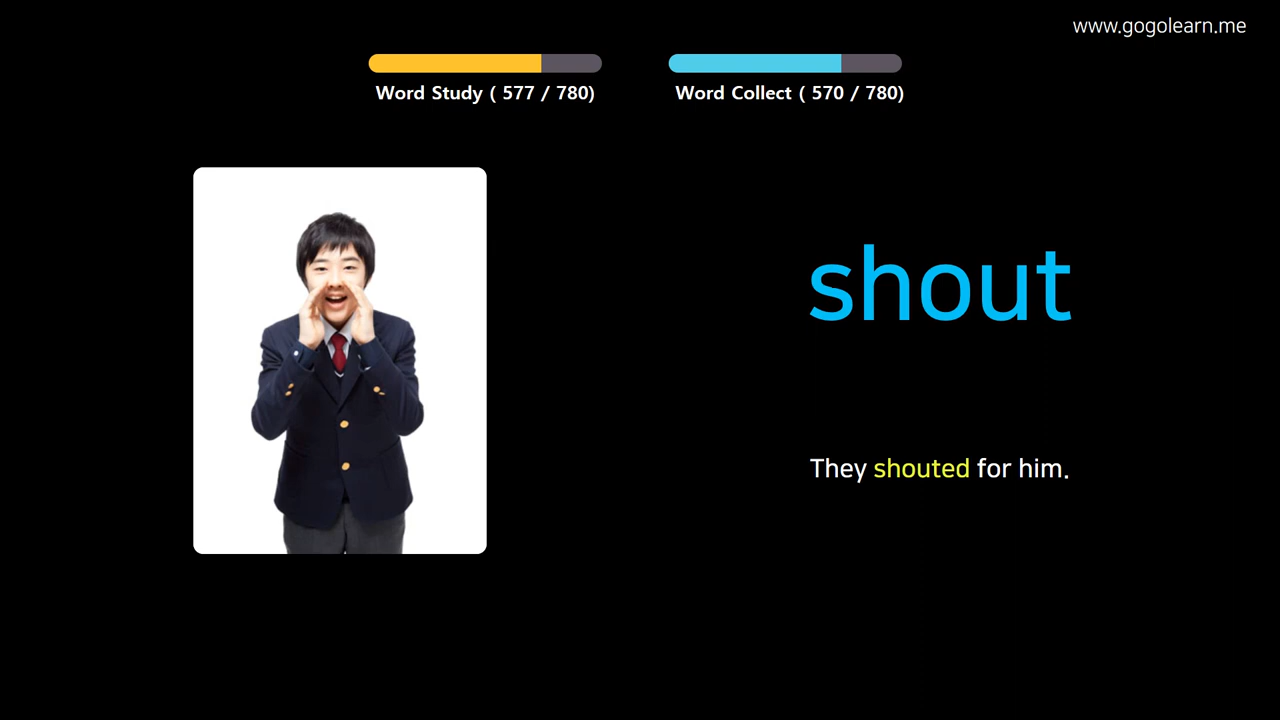 www.gogolearn.me
Word Study ( 577 / 780)
Word Collect ( 570 / 780)
shout
They shouted for him.